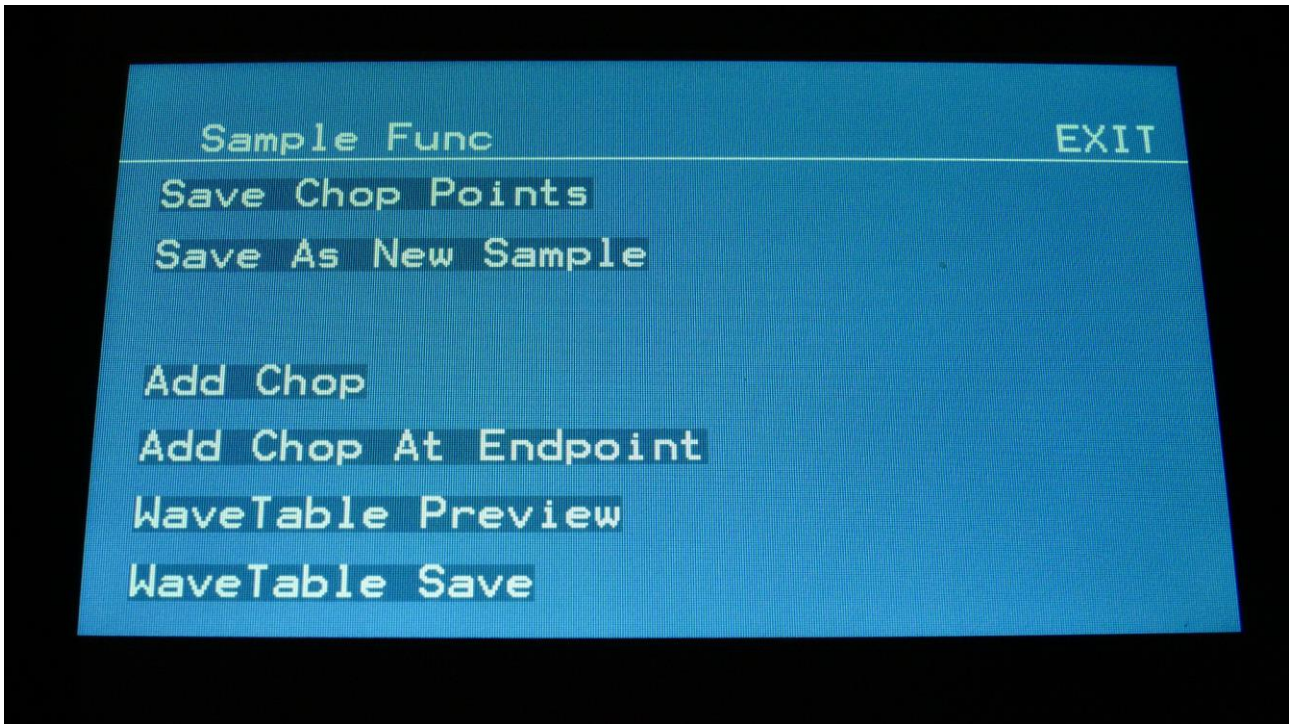 Sample Func EXIT
Save Chop Points
Save As New Sample
Add Chop
Add Chop At Endpoint
WaveTable Preview
WaveTable Save